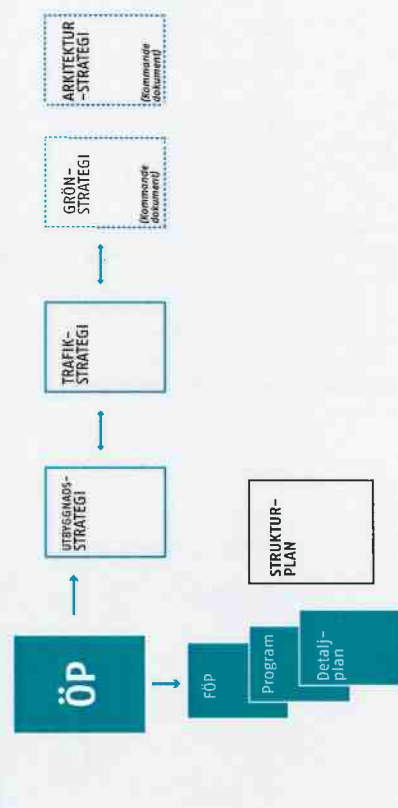 ÖP
UTBYGGNADS-
STRATEGI
TRAFIK-
STRATEGI
GRÖN-
STRATEGI
(Kommande
dokument)
ARKITEKTUR
-STRATEGI
(Kommande
dokument)
FÖP
Program
Detalj-
plan
STRUKTUR-
PLAN